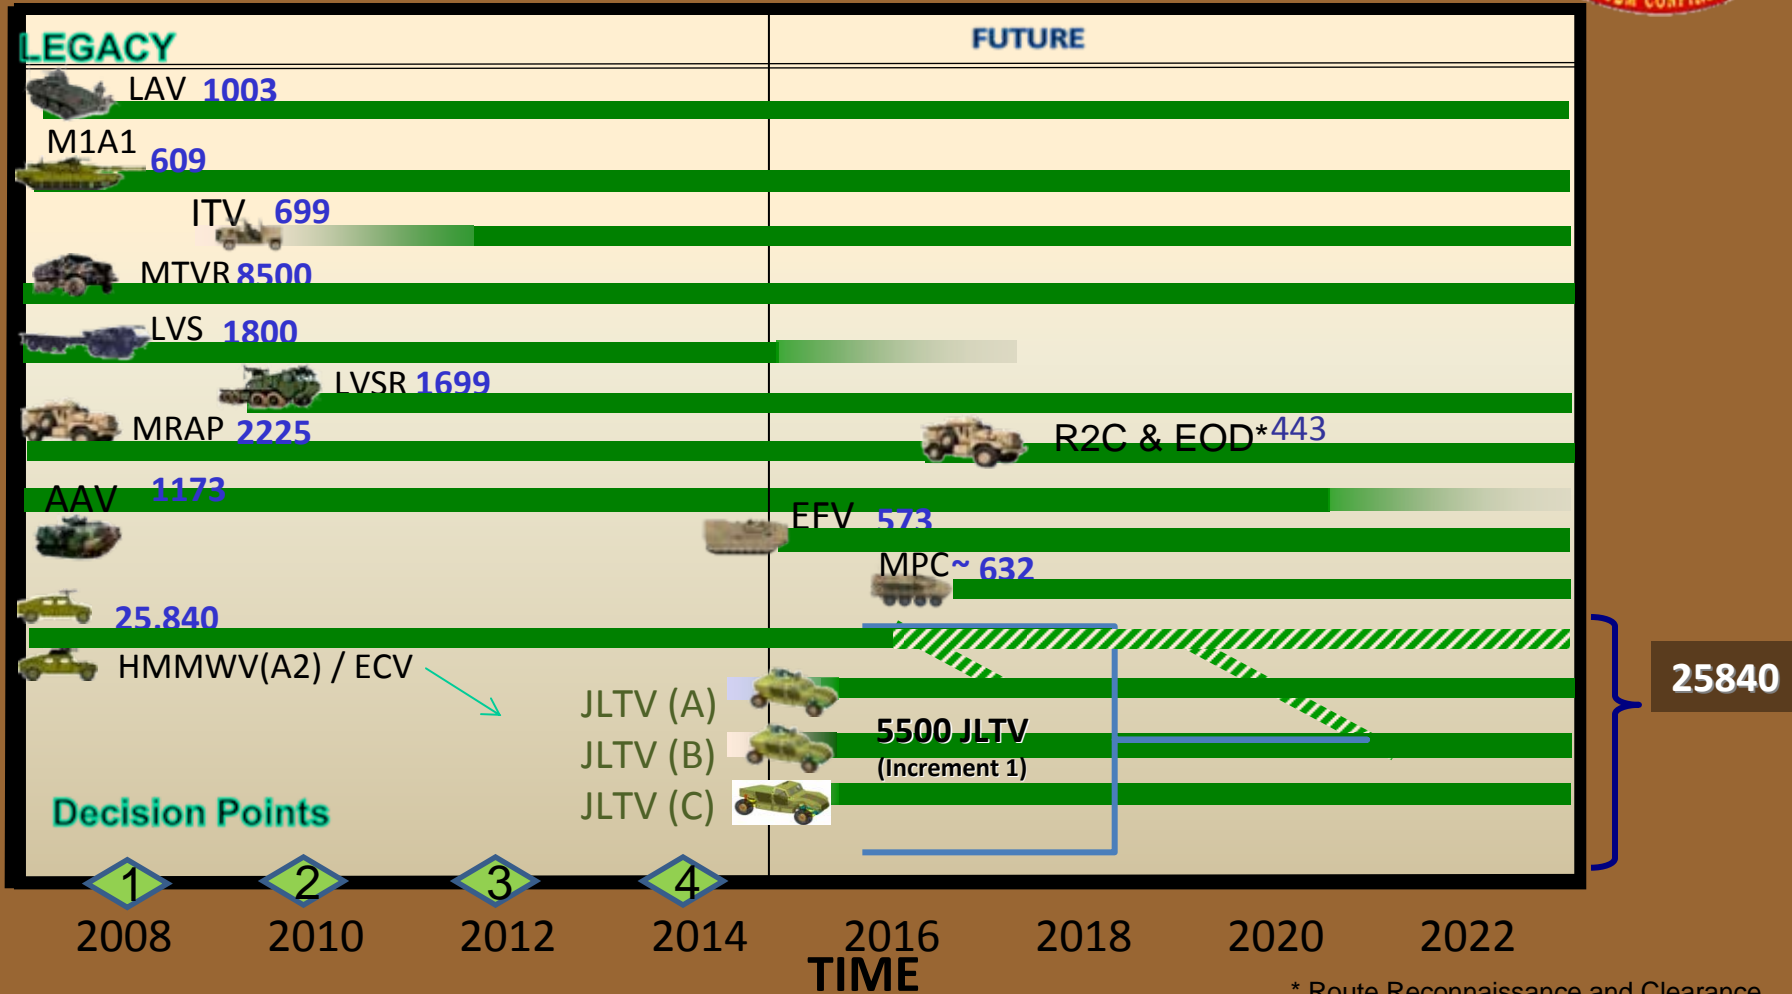 LEGACY
FUTURE
LAV 1003
M1A1
609
ITV 699
MTVR 8500
LVS 1800
LVSR 1699
MRAP 2225
R2C & EOD* 443
AAV 1173
EFV 573
MPC ~ 632
25,840
HMMWV(A2) / ECV
25840
JLTV (A)
5500 JLTV
JLTV (B)
(Increment 1)
JLTV (C)
Decision Points
1 2 3 4
2008 2010 2012 2014 2016 2018 2020 2022
TIME
* Route Reconnaissance and Clearance